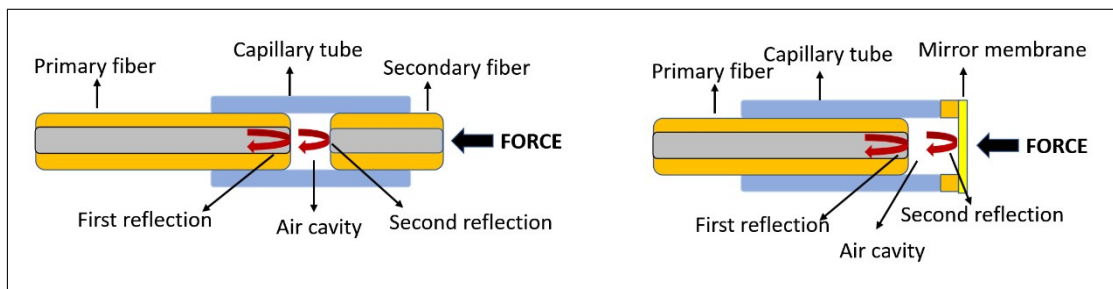 Capillary tube
Primary fiber
Secondary fiber
FORCE
First reflection
Air cavity
Second reflection
Mirror membrane
Capillary tube
Primary fiber
FORCE
First reflection
Second reflection
Air cavity